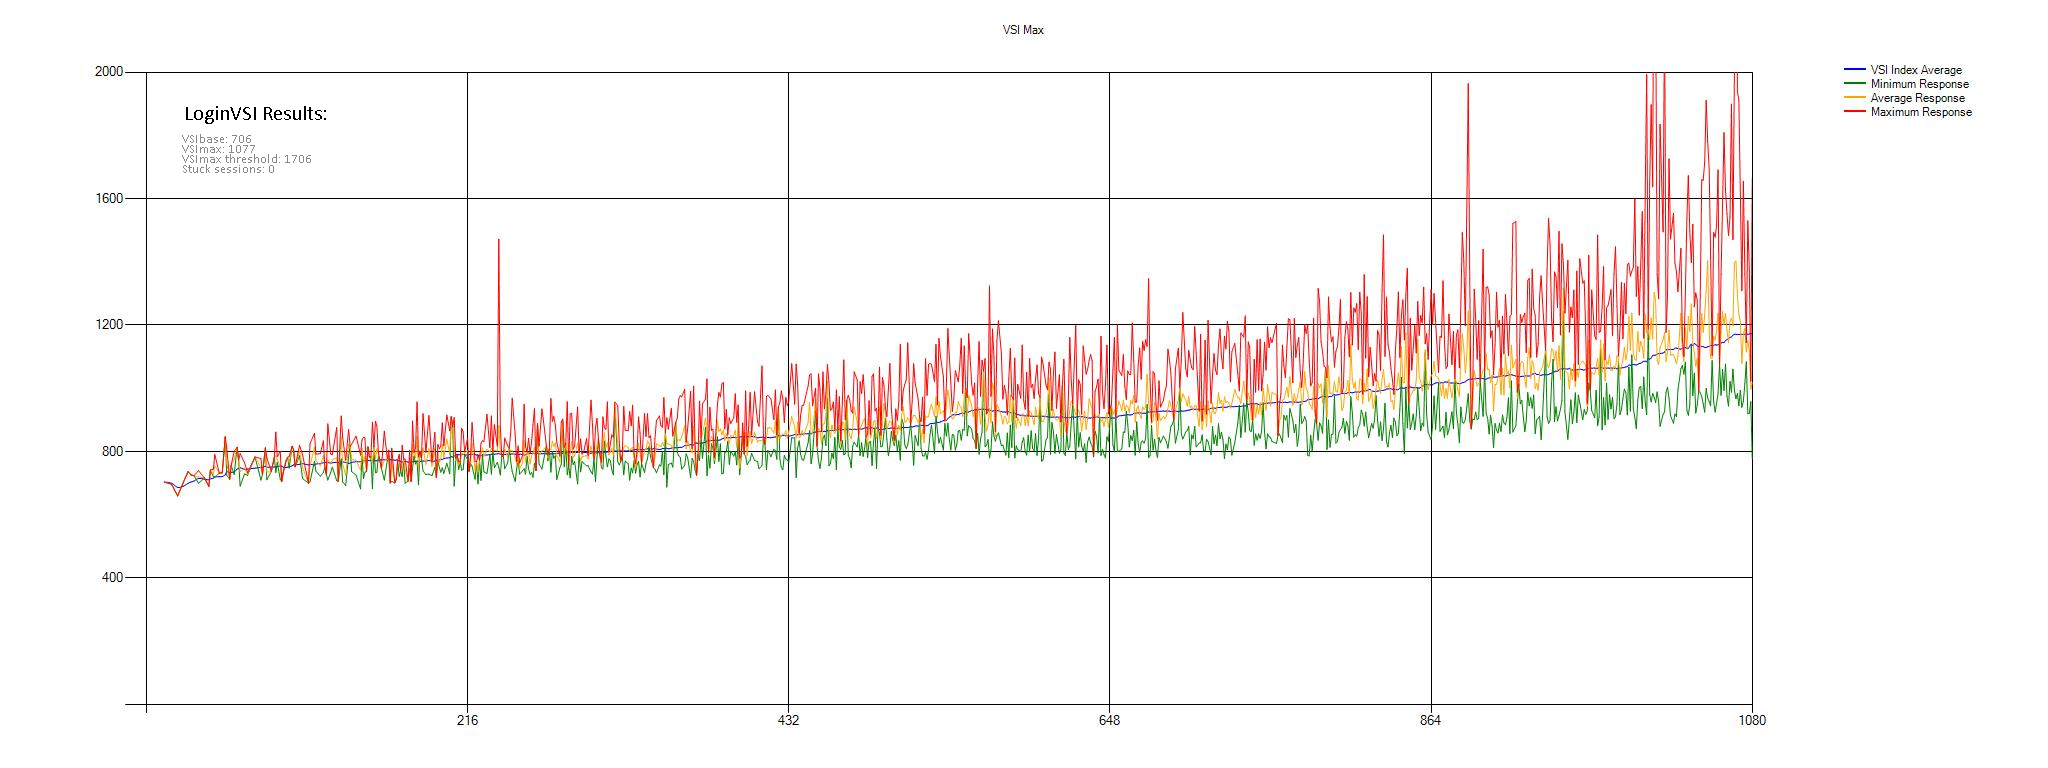 VSI Max
2000
1600
1200
800
400
LoginVSI Results:
VSIbase: 706
VSImax: 1077
VSImax threshold: 1706
Stuck sessions: 0
VSI Index Average
Minimum Response
Average Response
Maximum Response
216 432 648 864 1080